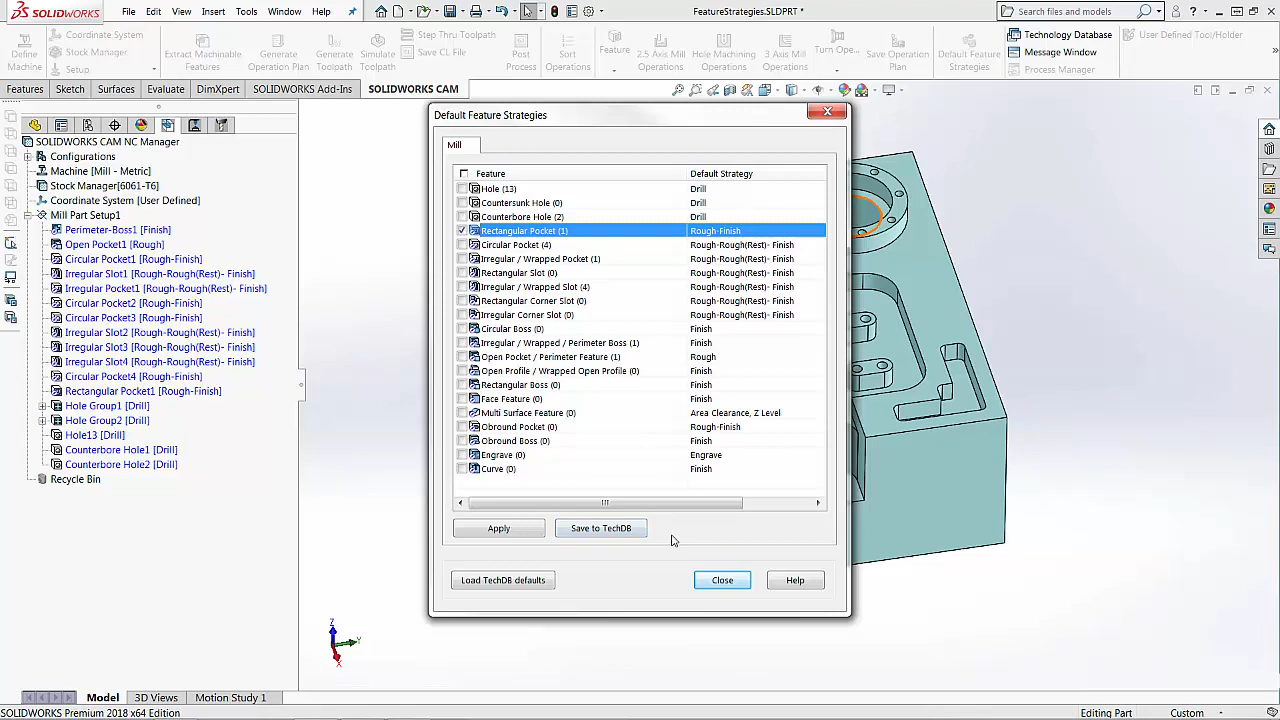 SOLIDWORKS File Edit View Insert Tools Window Help FeatureStrategies.SLDPRT * Search files and models
Define Machine
Coordinate System
Stock Manager
Setup
Extract Machinable Features
Generate Operation Plan
Generate Toolpath
Simulate Toolpath
Step Thru Toolpath
Save CL File
Post Process
Sort Operations
Feature
2.5 Axis Mill Operations
Hole Machining Operations
3 Axis Mill Operations
Turn Ope...
Save Operation Plan
Default Feature Strategies
Technology Database
Message Window
Process Manager
User Defined Tool/Holder
Features Sketch Surfaces Evaluate DimXpert SOLIDWORKS Add-Ins SOLIDWORKS CAM
SOLIDWORKS CAM NC Manager
Configurations
Machine [Mill - Metric]
Stock Manager[6061-T6]
Coordinate System [User Defined]
Mill Part Setup1
Perimeter-Boss1 [Finish]
Open Pocket1 [Rough]
Circular Pocket1 [Rough-Finish]
Irregular Slot1 [Rough-Rough(Rest)- Finish]
Irregular Pocket1 [Rough-Rough(Rest)- Finish]
Circular Pocket2 [Rough-Finish]
Circular Pocket3 [Rough-Finish]
Irregular Slot2 [Rough-Rough(Rest)- Finish]
Irregular Slot3 [Rough-Rough(Rest)- Finish]
Irregular Slot4 [Rough-Rough(Rest)- Finish]
Circular Pocket4 [Rough-Finish]
Rectangular Pocket1 [Rough-Finish]
Hole Group1 [Drill]
Hole Group2 [Drill]
Hole13 [Drill]
Counterbore Hole1 [Drill]
Counterbore Hole2 [Drill]
Recycle Bin
Default Feature Strategies
Mill
Feature Default Strategy
Hole (13) Drill
Countersunk Hole (0) Drill
Counterbore Hole (2) Drill
Rectangular Pocket (1) Rough-Finish
Circular Pocket (4) Rough-Rough(Rest)- Finish
Irregular / Wrapped Pocket (1) Rough-Rough(Rest)- Finish
Rectangular Slot (0) Rough-Rough(Rest)- Finish
Irregular / Wrapped Slot (4) Rough-Rough(Rest)- Finish
Rectangular Corner Slot (0) Rough-Rough(Rest)- Finish
Irregular Corner Slot (0) Rough-Rough(Rest)- Finish
Circular Boss (0) Finish
Irregular / Wrapped / Perimeter Boss (1) Finish
Open Pocket / Perimeter Feature (1) Rough
Open Profile / Wrapped Open Profile (0) Finish
Rectangular Boss (0) Finish
Face Feature (0) Finish
Multi Surface Feature (0) Area Clearance, Z Level
Obround Pocket (0) Rough-Finish
Obround Boss (0) Finish
Engrave (0) Engrave
Curve (0) Finish
Apply Save to TechDB
Load TechDB defaults Close Help
Z
Y
X
Model 3D Views Motion Study 1
SOLIDWORKS Premium 2018 x64 Edition Editing Part Custom